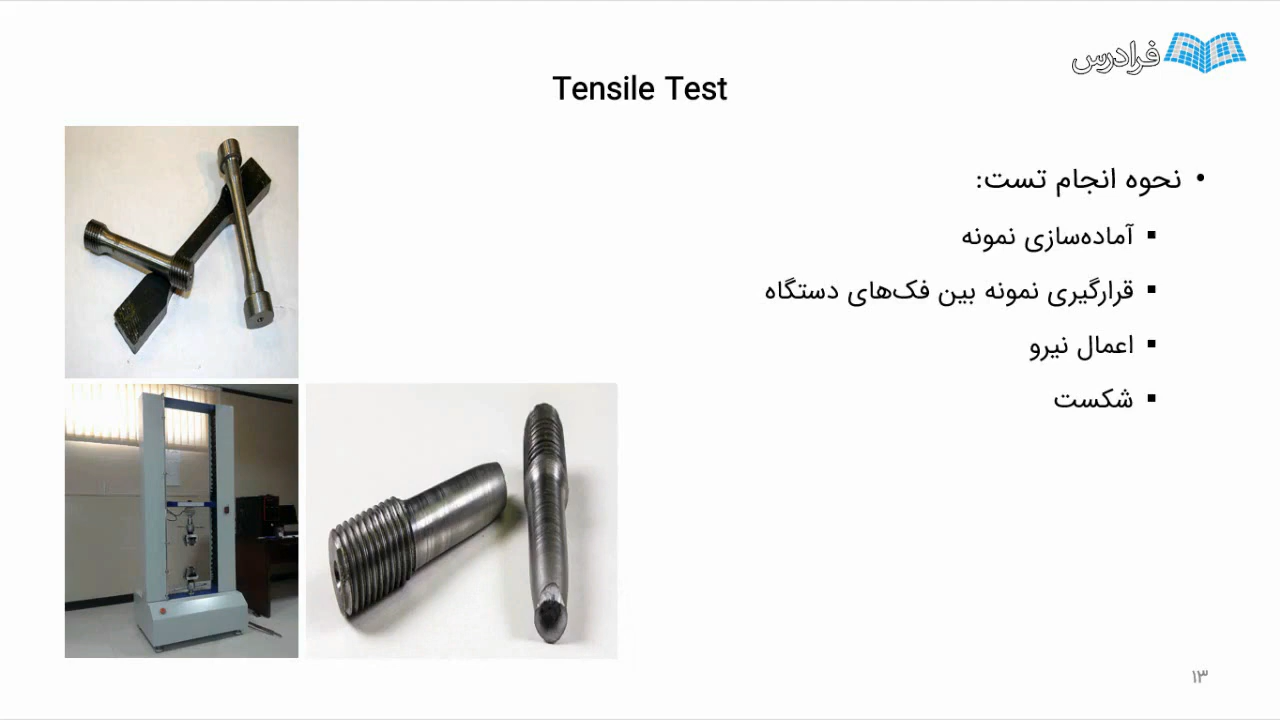 فرادرس
Tensile Test
• نحوه انجام تست:
▪ آماده‌سازی نمونه
▪ قرارگیری نمونه بین فک‌های دستگاه
▪ اعمال نیرو
▪ شکست
۱۳